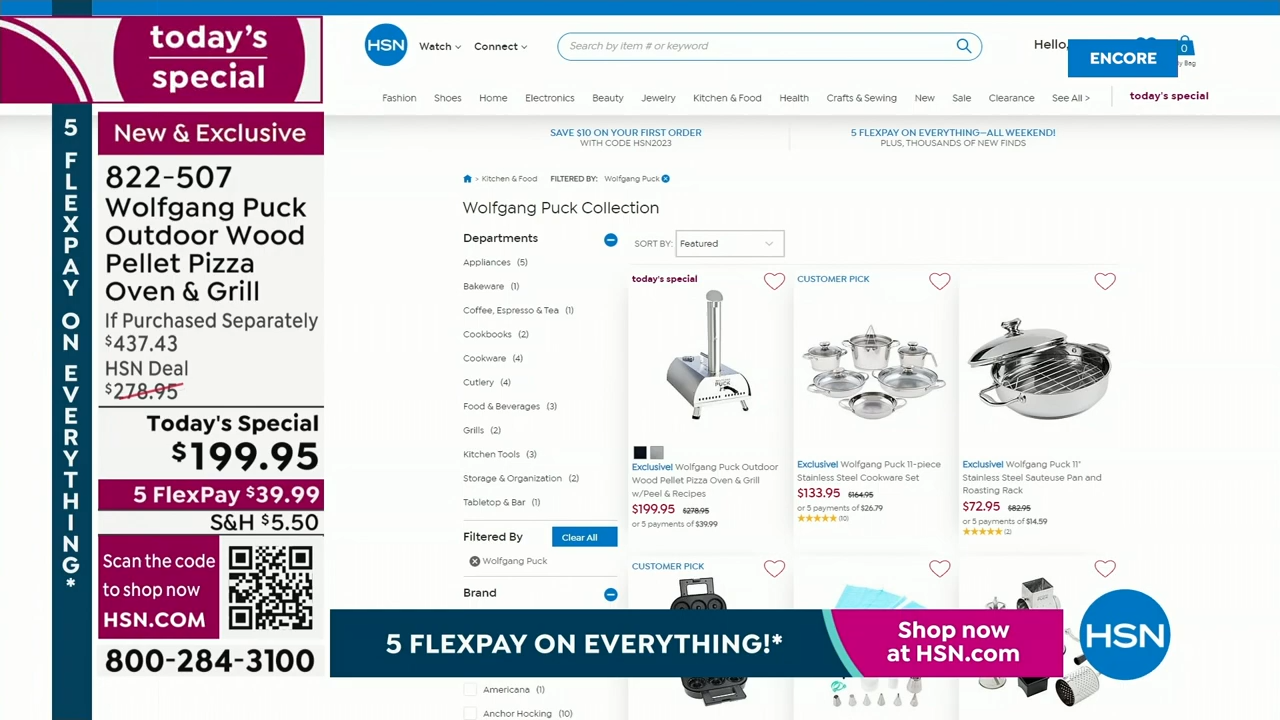 today's
special
5 FLEXPAY ON EVERYTHING*
New & Exclusive
822-507
Wolfgang Puck
Outdoor Wood
Pellet Pizza
Oven & Grill
If Purchased Separately
$437.43
HSN Deal
$278.95
Today's Special
$199.95
5 FlexPay $39.99
S&H $5.50
Scan the code
to shop now
HSN.COM
800-284-3100
HSN
Watch
Connect
Search by item # or keyword
Hello,
0
ENCORE
Bag
Fashion
Shoes
Home
Electronics
Beauty
Jewelry
Kitchen & Food
Health
Crafts & Sewing
New
Sale
Clearance
See All >
today's special
SAVE $10 ON YOUR FIRST ORDER
WITH CODE HSN2023
5 FLEXPAY ON EVERYTHING—ALL WEEKEND!
PLUS, THOUSANDS OF NEW FINDS
> Kitchen & Food FILTERED BY: Wolfgang Puck
Wolfgang Puck Collection
Departments
Appliances (5)
Bakeware (1)
Coffee, Espresso & Tea (1)
Cookbooks (2)
Cookware (4)
Cutlery (4)
Food & Beverages (3)
Grills (2)
Kitchen Tools (3)
Storage & Organization (2)
Tabletop & Bar (1)
Filtered By
Clear All
Wolfgang Puck
Brand
Americana (1)
Anchor Hocking (10)
SORT BY: Featured
today's special
WOLFGANG
PUCK
Exclusive! Wolfgang Puck Outdoor
Wood Pellet Pizza Oven & Grill
w/Peel & Recipes
$199.95 $278.95
or 5 payments of $39.99
CUSTOMER PICK
Exclusive! Wolfgang Puck 11-piece
Stainless Steel Cookware Set
$133.95 $164.95
or 5 payments of $26.79
(10)
Exclusive! Wolfgang Puck 11"
Stainless Steel Sauteuse Pan and
Roasting Rack
$72.95 $82.95
or 5 payments of $14.59
(2)
CUSTOMER PICK
5 FLEXPAY ON EVERYTHING!*
Shop now
at HSN.com
HSN